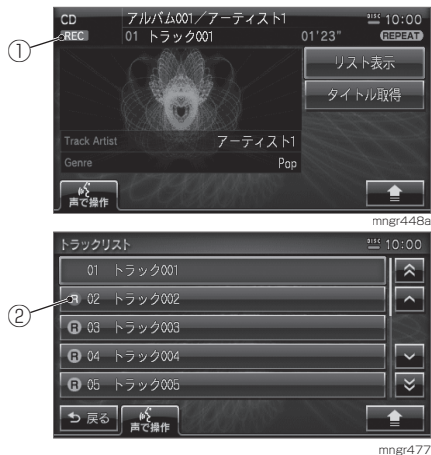 CD アルバム001／アーティスト1 DISC 10:00
① REC 01 トラック001 01'23" REPEAT
リスト表示
タイトル取得
Track Artist アーティスト1
Genre Pop
声で操作
mngr448a
トラックリスト DISC 10:00
01 トラック001
② R 02 トラック002
R 03 トラック003
R 04 トラック004
R 05 トラック005
戻る 声で操作
mngr477